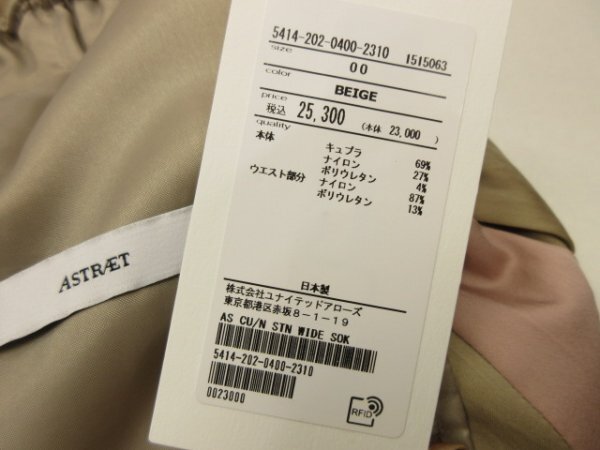 5414-202-0400-2310 1515063
size
00
color
BEIGE
price
税込 25,300 (本体 23,000)
quality
本体 キュプラ 69%
ナイロン 27%
ポリウレタン 4%
ウエスト部分 ナイロン 87%
ポリウレタン 13%
日本製
株式会社ユナイテッドアローズ
東京都港区赤坂8-1-19
AS CU/N STN WIDE SOK
5414-202-0400-2310
0023000
RFID
ASTRÆT